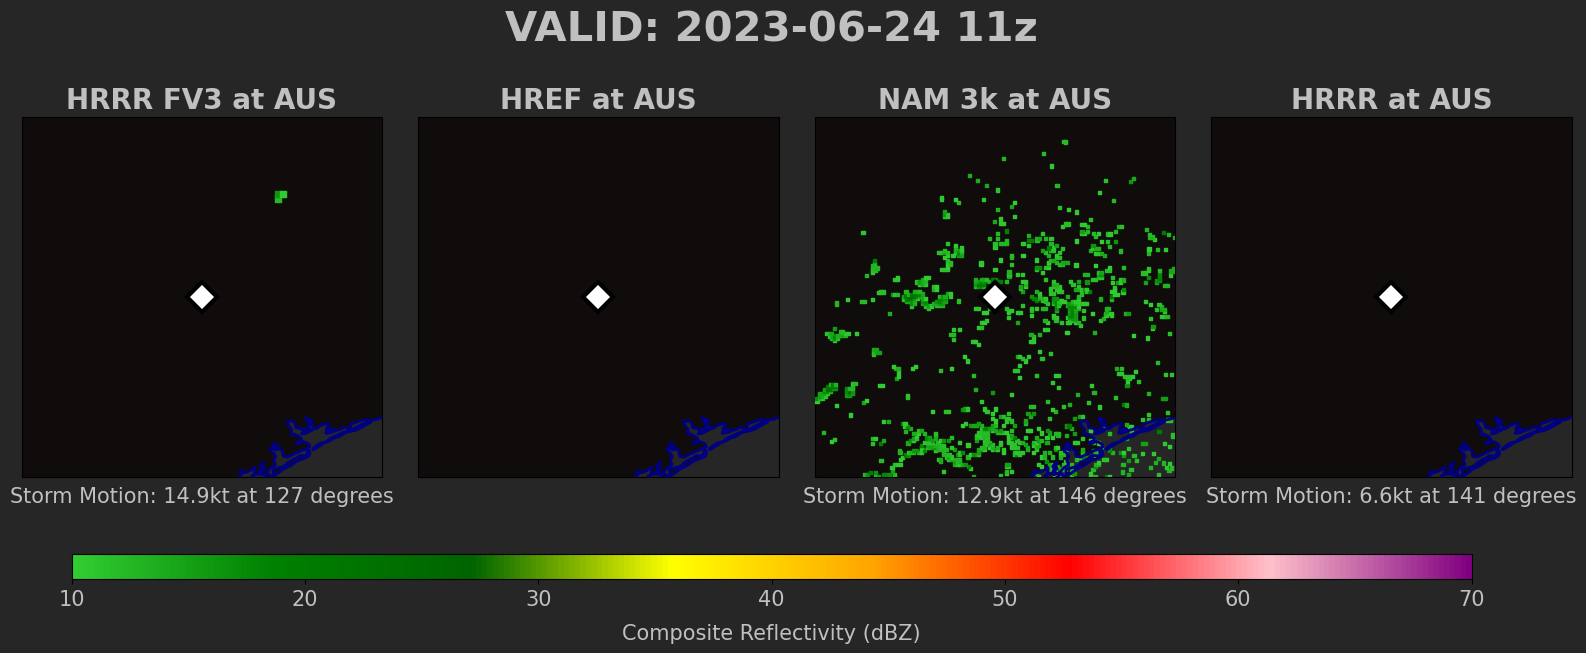 VALID: 2023-06-24 11z
HRRR FV3 at AUS
HREF at AUS
NAM 3k at AUS
HRRR at AUS
Storm Motion: 14.9kt at 127 degrees
Storm Motion: 12.9kt at 146 degrees
Storm Motion: 6.6kt at 141 degrees
10 20 30 40 50 60 70
Composite Reflectivity (dBZ)